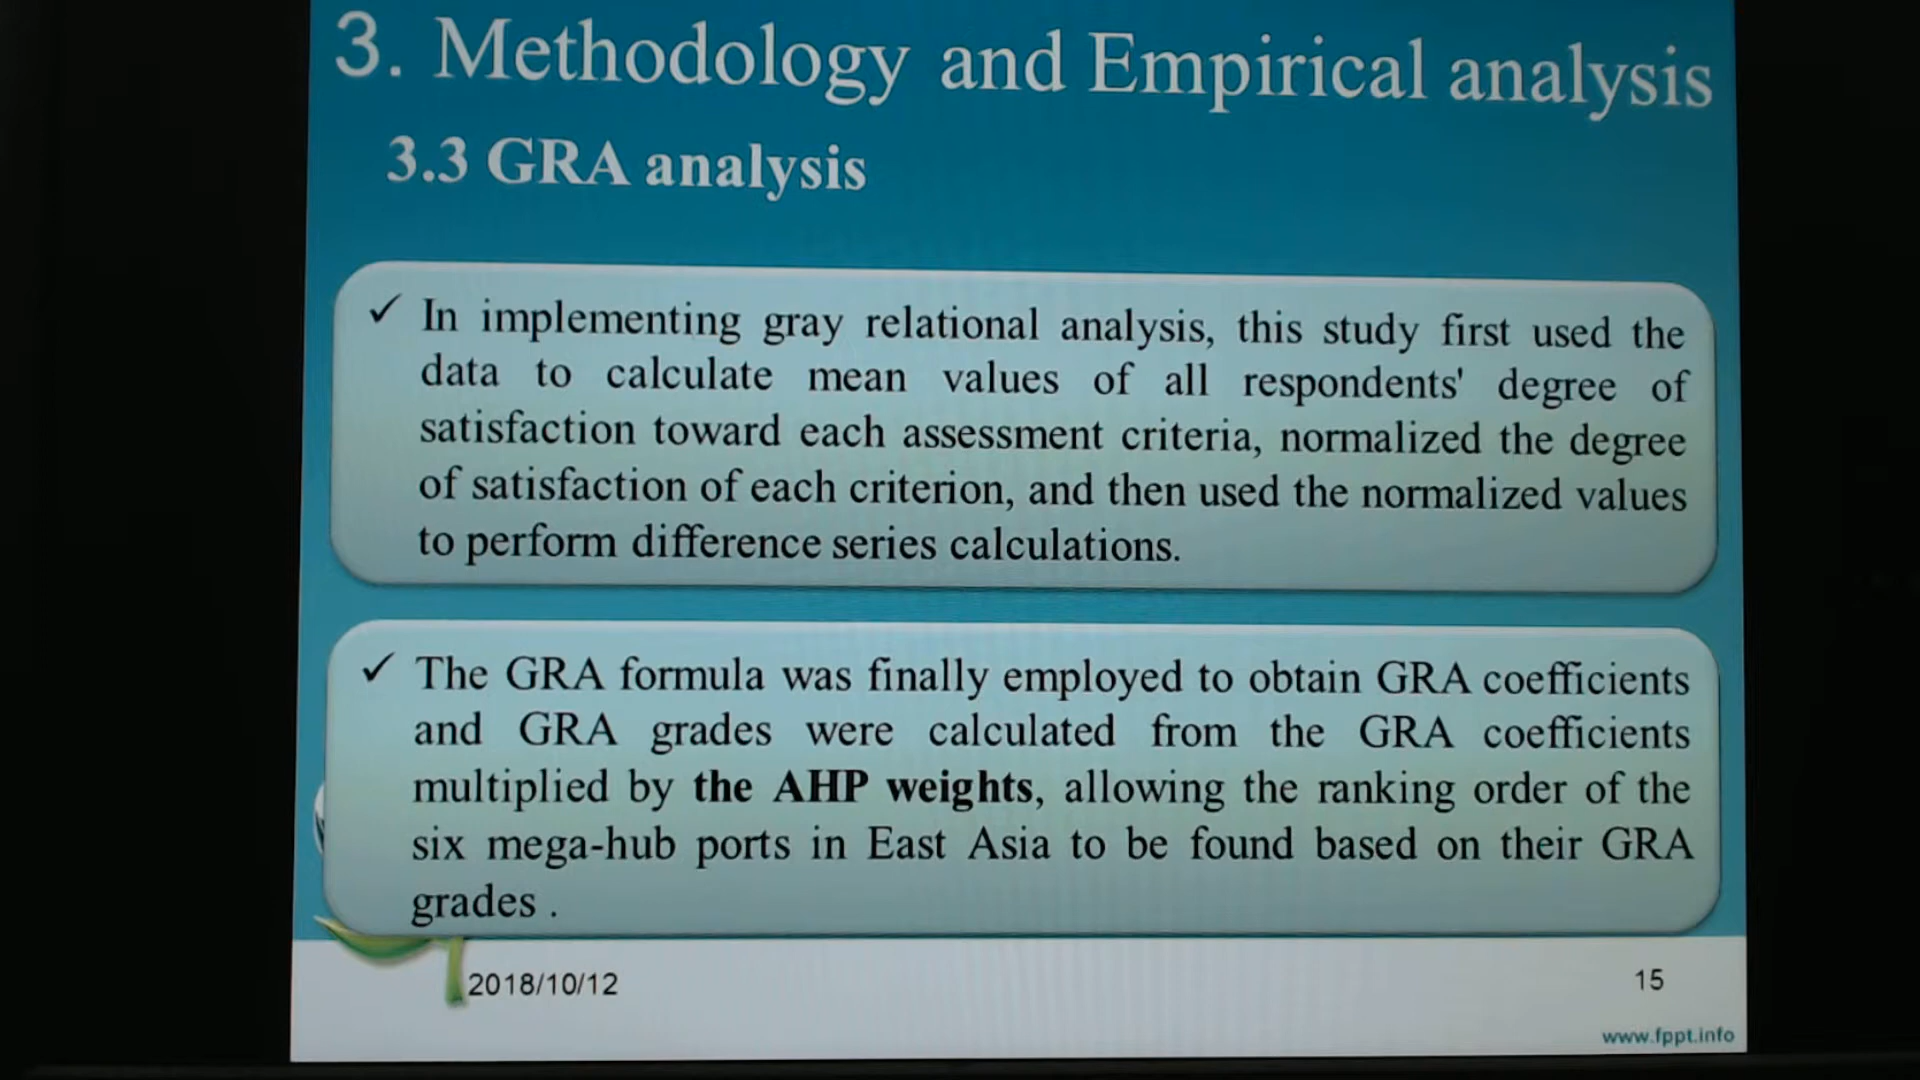 3. Methodology and Empirical analysis
3.3 GRA analysis
✓ In implementing gray relational analysis, this study first used the
data to calculate mean values of all respondents' degree of
satisfaction toward each assessment criteria, normalized the degree
of satisfaction of each criterion, and then used the normalized values
to perform difference series calculations.
✓ The GRA formula was finally employed to obtain GRA coefficients
and GRA grades were calculated from the GRA coefficients
multiplied by the AHP weights, allowing the ranking order of the
six mega-hub ports in East Asia to be found based on their GRA
grades .
2018/10/12
15
www.fppt.info